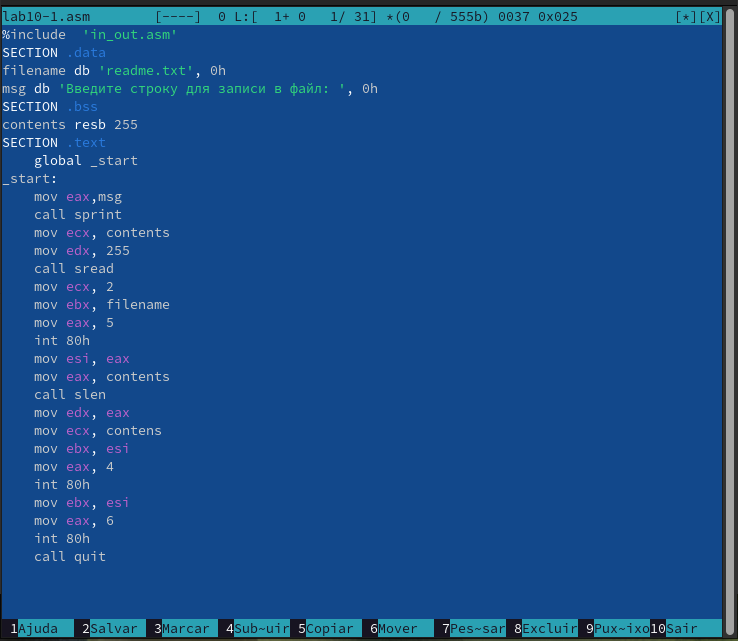 lab10-1.asm [----] 0 L:[ 1+ 0 1/ 31] *(0 / 555b) 0037 0x025 [*][X]
%include 'in_out.asm'
SECTION .data
filename db 'readme.txt', 0h
msg db 'Введите строку для записи в файл: ', 0h
SECTION .bss
contents resb 255
SECTION .text
global _start
_start:
mov eax,msg
call sprint
mov ecx, contents
mov edx, 255
call sread
mov ecx, 2
mov ebx, filename
mov eax, 5
int 80h
mov esi, eax
mov eax, contents
call slen
mov edx, eax
mov ecx, contens
mov ebx, esi
mov eax, 4
int 80h
mov ebx, esi
mov eax, 6
int 80h
call quit
1Ajuda 2Salvar 3Marcar 4Sub~uir 5Copiar 6Mover 7Pes~sar 8Excluir 9Pux~ixo 10Sair